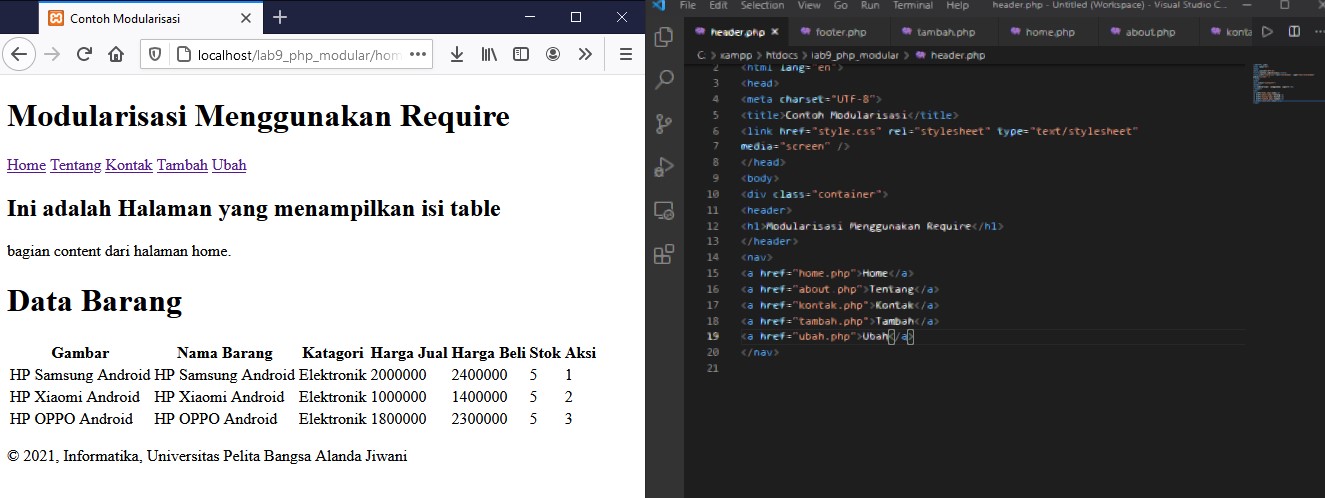 Contoh Modularisasi
localhost/lab9_php_modular/hom
Modularisasi Menggunakan Require
Home Tentang Kontak Tambah Ubah
Ini adalah Halaman yang menampilkan isi table
bagian content dari halaman home.
Data Barang
Gambar Nama Barang Katagori Harga Jual Harga Beli Stok Aksi
HP Samsung Android HP Samsung Android Elektronik 2000000 2400000 5 1
HP Xiaomi Android HP Xiaomi Android Elektronik 1000000 1400000 5 2
HP OPPO Android HP OPPO Android Elektronik 1800000 2300000 5 3
© 2021, Informatika, Universitas Pelita Bangsa Alanda Jiwani
File Edit Selection View Go Run Terminal Help header.php - Untitled (Workspace) - Visual Studio C...
header.php footer.php tambah.php home.php about.php konta
C: > xampp > htdocs > lab9_php_modular > header.php
2 <html lang="en">
3 <head>
4 <meta charset="UTF-8">
5 <title>Contoh Modularisasi</title>
6 <link href="style.css" rel="stylesheet" type="text/stylesheet"
7 media="screen" />
8 </head>
9 <body>
10 <div class="container">
11 <header>
12 <h1>Modularisasi Menggunakan Require</h1>
13 </header>
14 <nav>
15 <a href="home.php">Home</a>
16 <a href="about.php">Tentang</a>
17 <a href="kontak.php">Kontak</a>
18 <a href="tambah.php">Tambah</a>
19 <a href="ubah.php">Ubah</a>
20 </nav>
21